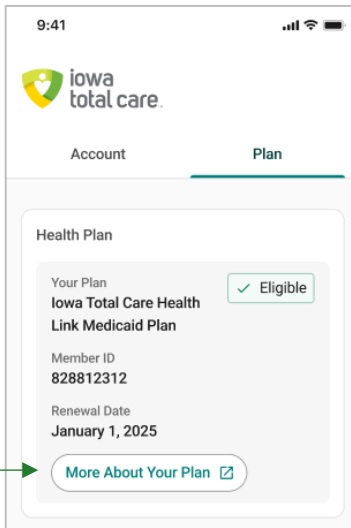 9:41
iowa
total care.
Account Plan
Health Plan
Your Plan
Iowa Total Care Health
Link Medicaid Plan
Eligible
Member ID
828812312
Renewal Date
January 1, 2025
More About Your Plan